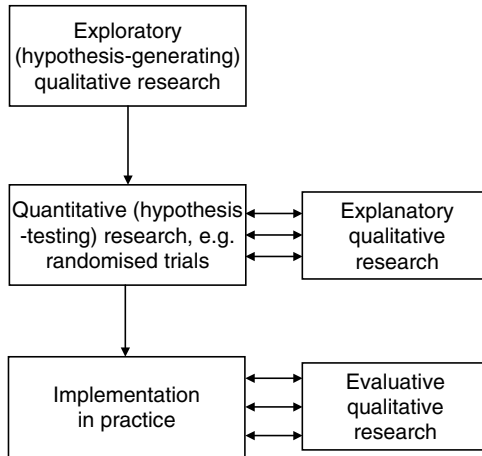 Exploratory
(hypothesis-generating)
qualitative research
Quantitative (hypothesis
-testing) research, e.g.
randomised trials
Explanatory
qualitative
research
Implementation
in practice
Evaluative
qualitative
research